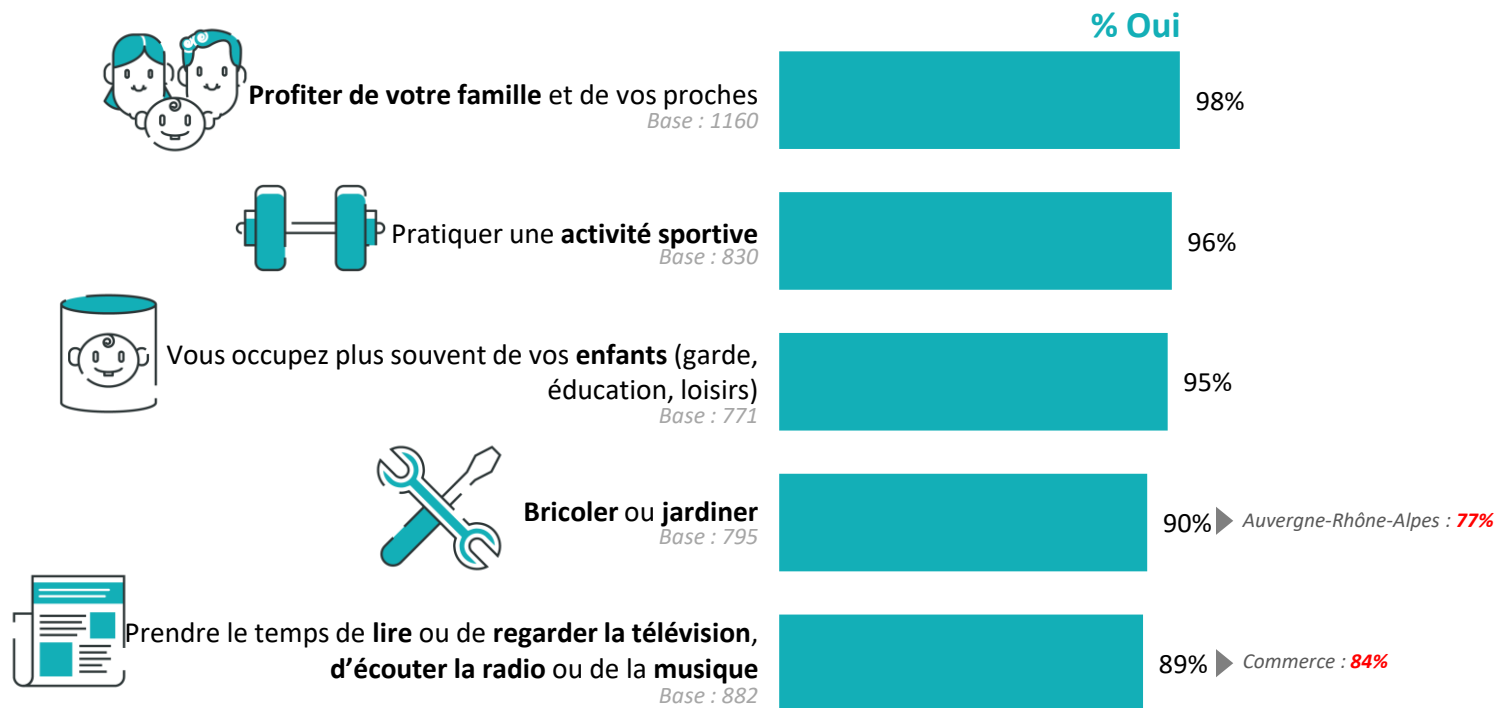 % Oui
Profiter de votre famille et de vos proches
Base : 1160
98%
Pratiquer une activité sportive
Base : 830
96%
Vous occupez plus souvent de vos enfants (garde,
éducation, loisirs)
Base : 771
95%
Bricoler ou jardiner
Base : 795
90%
Auvergne-Rhône-Alpes : 77%
Prendre le temps de lire ou de regarder la télévision,
d’écouter la radio ou de la musique
Base : 882
89%
Commerce : 84%